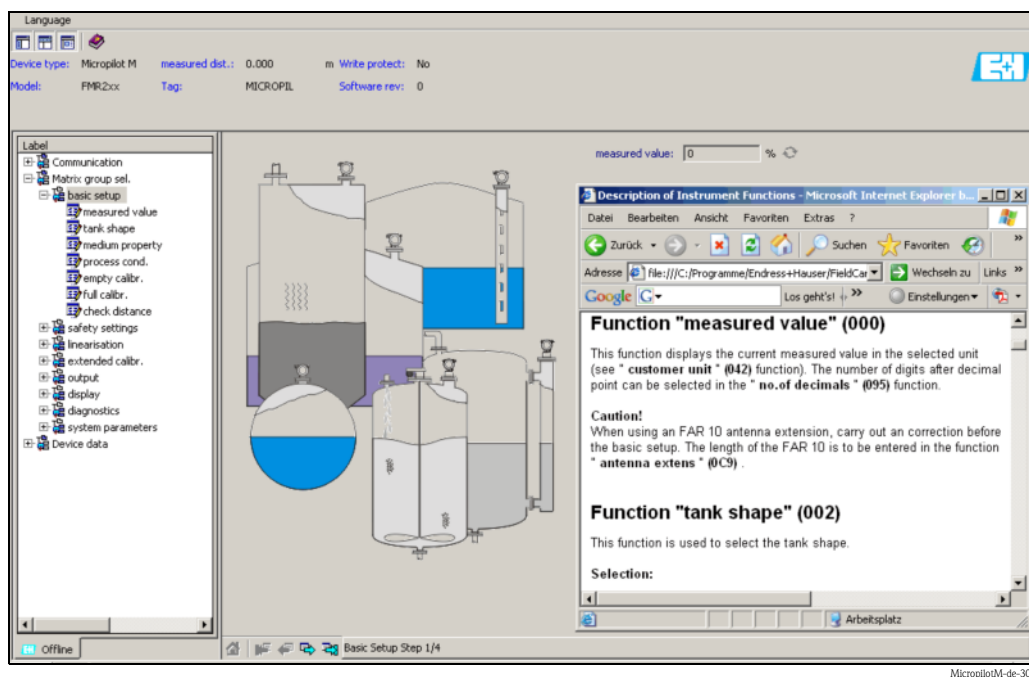 Language
Device type: Micropilot M measured dist.: 0.000 m Write protect: No
Model: FMR2xx Tag: MICROPIL Software rev: 0
E+H
Label
Communication
Matrix group sel.
basic setup
measured value
tank shape
medium property
process cond.
empty calibr.
full calibr.
check distance
safety settings
linearisation
extended calibr.
output
display
diagnostics
system parameters
Device data
measured value: 0 %
Description of Instrument Functions - Microsoft Internet Explorer b...
Datei Bearbeiten Ansicht Favoriten Extras ?
Zurück Suchen Favoriten »
Adresse file:///C:/Programme/Endress+Hauser/FieldCar Wechseln zu Links »
Google G Los geht's! » Einstellungen
Function "measured value" (000)
This function displays the current measured value in the selected unit
(see " customer unit " (042) function). The number of digits after decimal
point can be selected in the " no.of decimals " (095) function.
Caution!
When using an FAR 10 antenna extension, carry out an correction before
the basic setup. The length of the FAR 10 is to be entered in the function
" antenna extens " (0C9) .
Function "tank shape" (002)
This function is used to select the tank shape.
Selection:
Arbeitsplatz
Offline
Basic Setup Step 1/4
MicropilotM-de-30